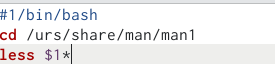 #1/bin/bash
cd /urs/share/man/man1
less $1*